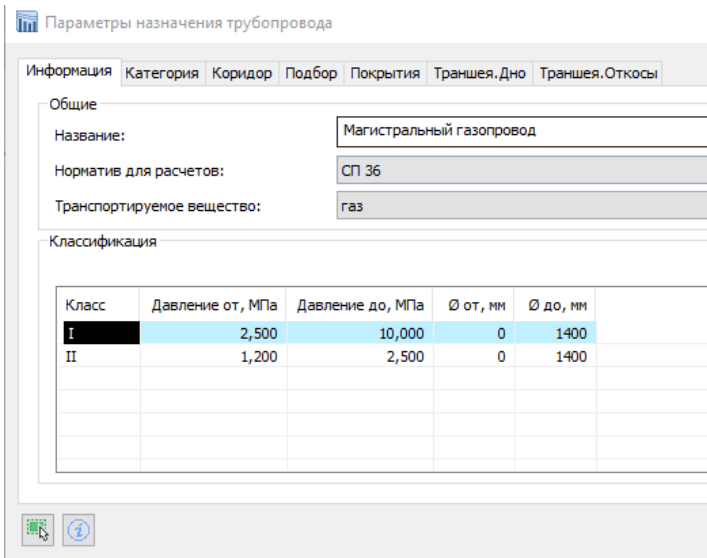 Параметры назначения трубопровода
Информация Категория Коридор Подбор Покрытия Траншея.Дно Траншея.Откосы
Общие
Название: Магистральный газопровод
Норматив для расчетов: СП 36
Транспортируемое вещество: газ
Классификация
Класс Давление от, МПа Давление до, МПа Ø от, мм Ø до, мм
I 2,500 10,000 0 1400
II 1,200 2,500 0 1400